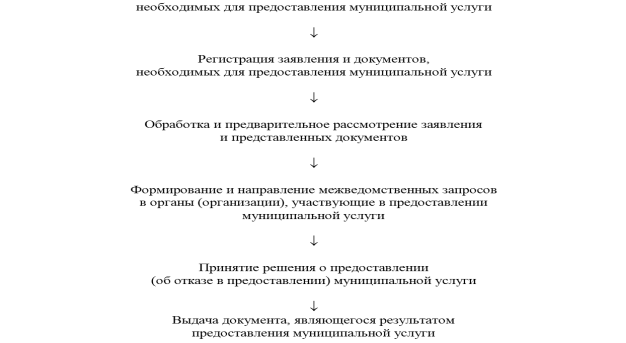 необходимых для предоставления муниципальной услуги
↓
Регистрация заявления и документов,
необходимых для предоставления муниципальной услуги
↓
Обработка и предварительное рассмотрение заявления
и представленных документов
↓
Формирование и направление межведомственных запросов
в органы (организации), участвующие в предоставлении
муниципальной услуги
↓
Принятие решения о предоставлении
(об отказе в предоставлении) муниципальной услуги
↓
Выдача документа, являющегося результатом
предоставления муниципальной услуги